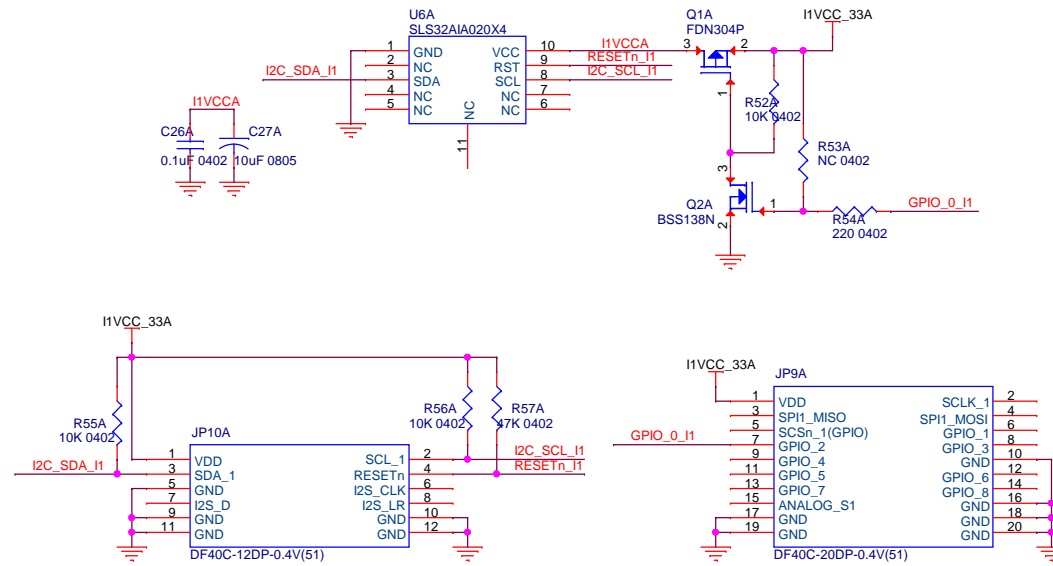 U6A
SLS32AIA020X4
1 GND VCC 10
2 NC RST 9
3 SDA SCL 8
4 NC NC 7
5 NC NC 6
NC
11
I2C_SDA_I1
I1VCCA
RESETn_I1
I2C_SCL_I1
Q1A
FDN304P
3
2
1
I1VCC_33A
R52A
10K 0402
R53A
NC 0402
3
Q2A
BSS138N
1
2
R54A
220 0402
GPIO_0_I1
I1VCCA
C26A
0.1uF 0402
C27A
10uF 0805
I1VCC_33A
R55A
10K 0402
R56A
10K 0402
R57A
47K 0402
JP10A
I2C_SDA_I1
I2C_SCL_I1
RESETn_I1
1 VDD SCL_1 2
3 SDA_1 RESETn 4
5 GND I2S_CLK 6
7 I2S_D I2S_LR 8
9 GND GND 10
11 GND GND 12
DF40C-12DP-0.4V(51)
I1VCC_33A
JP9A
GPIO_0_I1
1 VDD SCLK_1 2
3 SPI1_MISO SPI1_MOSI 4
5 SCSn_1(GPIO) GPIO_1 6
7 GPIO_2 GPIO_3 8
9 GPIO_4 GND 10
11 GPIO_5 GPIO_6 12
13 GPIO_7 GPIO_8 14
15 ANALOG_S1 GND 16
17 GND GND 18
19 GND GND 20
DF40C-20DP-0.4V(51)